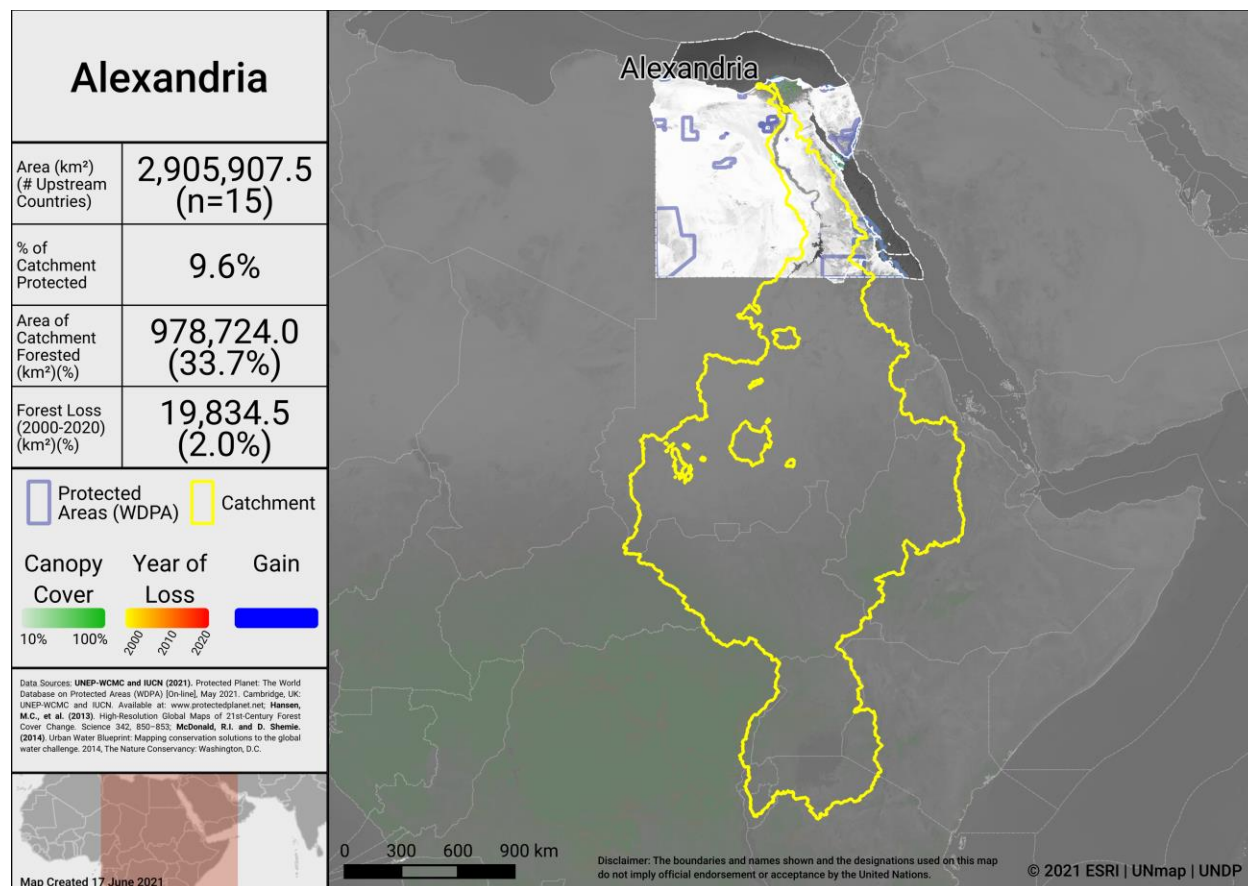 Alexandria
Area (km²)
(# Upstream
Countries)
2,905,907.5
(n=15)
% of
Catchment
Protected
9.6%
Area of
Catchment
Forested
(km²)(%)
978,724.0
(33.7%)
Forest Loss
(2000-2020)
(km²)(%)
19,834.5
(2.0%)
Protected
Areas (WDPA)
Catchment
Canopy
Cover
10% 100%
Year of
Loss
2000 2010 2020
Gain
Data Sources: UNEP-WCMC and IUCN (2021). Protected Planet: The World
Database on Protected Areas (WDPA) [On-line], May 2021. Cambridge, UK:
UNEP-WCMC and IUCN. Available at: www.protectedplanet.net; Hansen,
M.C., et al. (2013). High-Resolution Global Maps of 21st-Century Forest
Cover Change. Science 342, 850–853; McDonald, R.I. and D. Shemie.
(2014). Urban Water Blueprint: Mapping conservation solutions to the global
water challenge. 2014, The Nature Conservancy: Washington, D.C.
Map Created 17 June 2021
Alexandria
0 300 600 900 km
Disclaimer: The boundaries and names shown and the designations used on this map
do not imply official endorsement or acceptance by the United Nations.
© 2021 ESRI | UNmap | UNDP